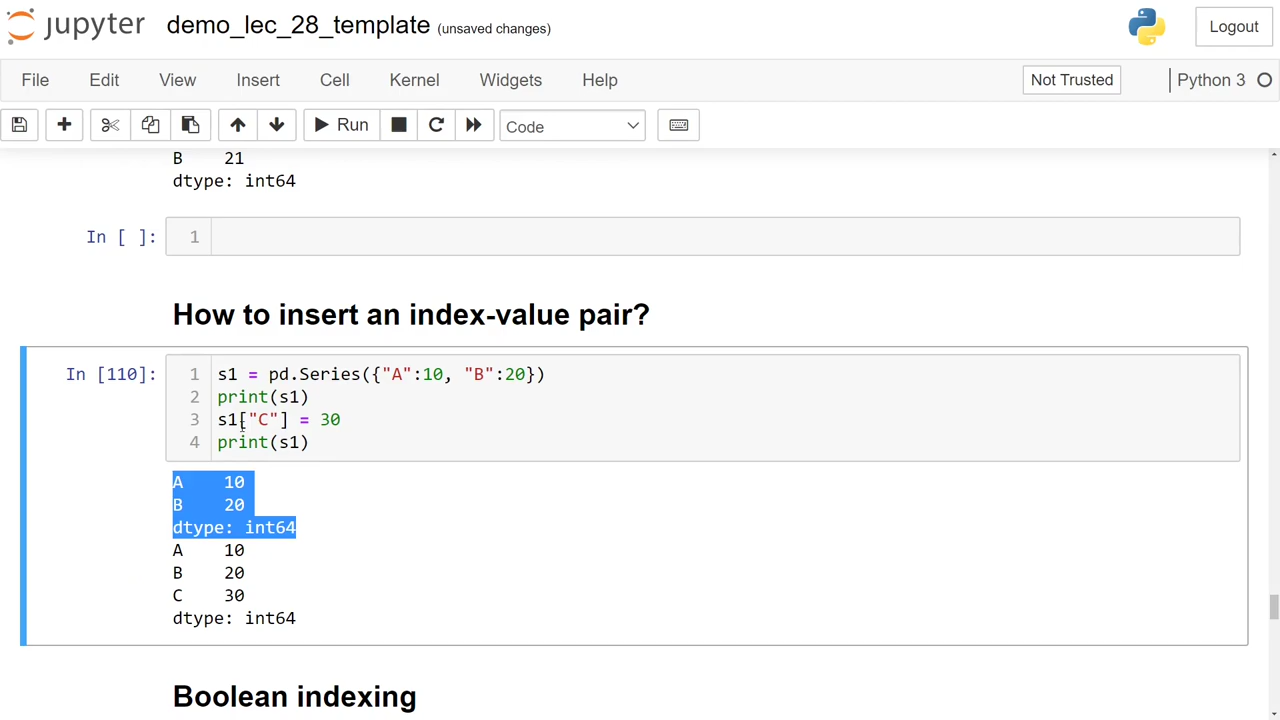 jupyter demo_lec_28_template (unsaved changes) Logout
File Edit View Insert Cell Kernel Widgets Help Not Trusted Python 3
Run Code
B 21
dtype: int64
In [ ]: 1
How to insert an index-value pair?
In [110]: 1 s1 = pd.Series({"A":10, "B":20})
2 print(s1)
3 s1["C"] = 30
4 print(s1)
A 10
B 20
dtype: int64
A 10
B 20
C 30
dtype: int64
Boolean indexing